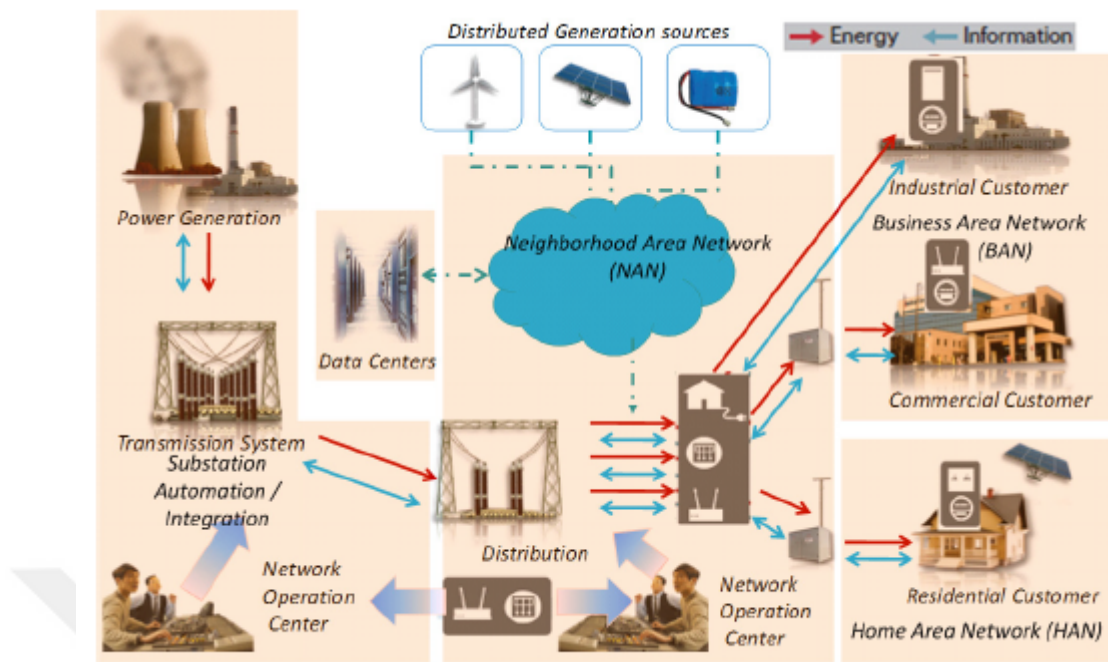 Distributed Generation sources
Energy
Information
Power Generation
Neighborhood Area Network
(NAN)
Industrial Customer
Business Area Network
(BAN)
Data Centers
Commercial Customer
Transmission System
Substation
Automation /
Integration
Distribution
Network
Operation
Center
Network
Operation
Center
Residential Customer
Home Area Network (HAN)